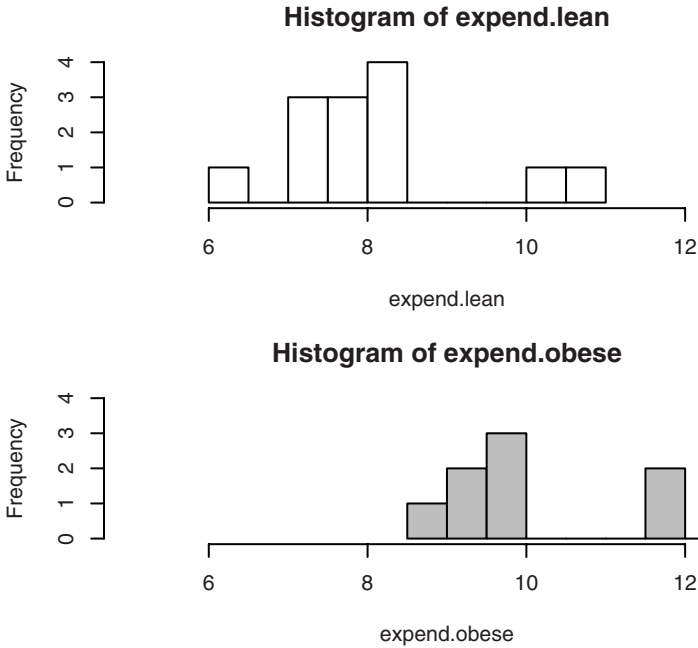 Histogram of expend.lean
Frequency
4
3
2
1
0
6 8 10 12
expend.lean
Histogram of expend.obese
Frequency
4
3
2
1
0
6 8 10 12
expend.obese